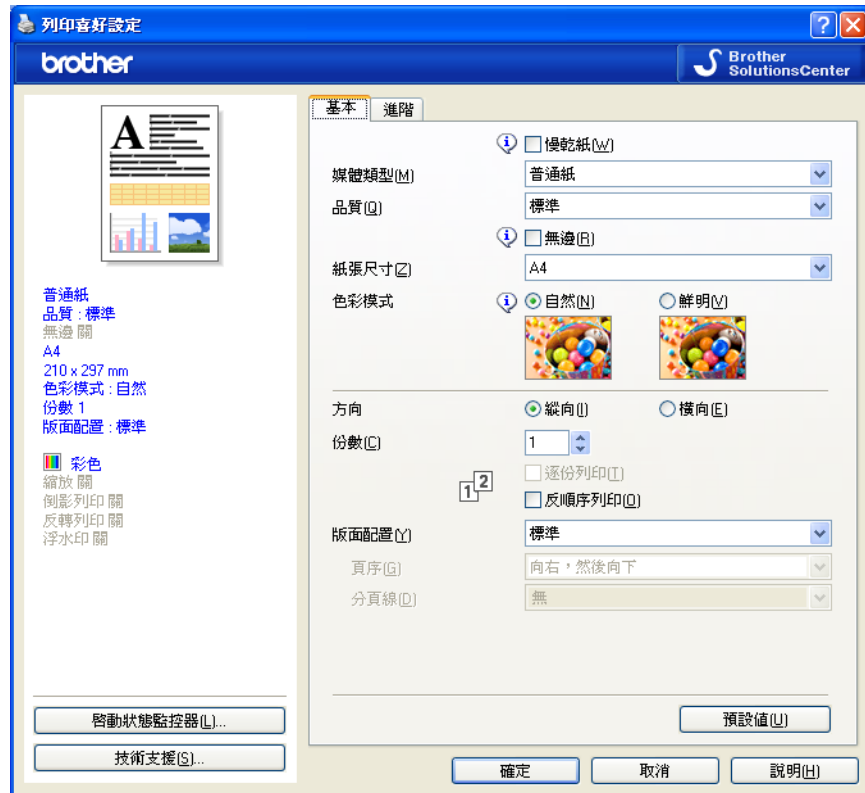 列印喜好設定
brother
Brother
SolutionsCenter
A
普通紙
品質 : 標準
無邊 關
A4
210 x 297 mm
色彩模式 : 自然
份數 1
版面配置 : 標準
彩色
縮放 關
倒影列印 關
反轉列印 關
浮水印 關
啟動狀態監控器(L)...
技術支援(S)...
基本 進階
慢乾紙(W)
媒體類型(M) 普通紙
品質(Q) 標準
無邊(R)
紙張尺寸(Z) A4
色彩模式 自然(N) 鮮明(V)
方向 縱向(I) 橫向(E)
份數(C) 1
逐份列印(T)
12
反順序列印(O)
版面配置(Y) 標準
頁序(G) 向右，然後向下
分頁線(D) 無
預設值(U)
確定 取消 說明(H)